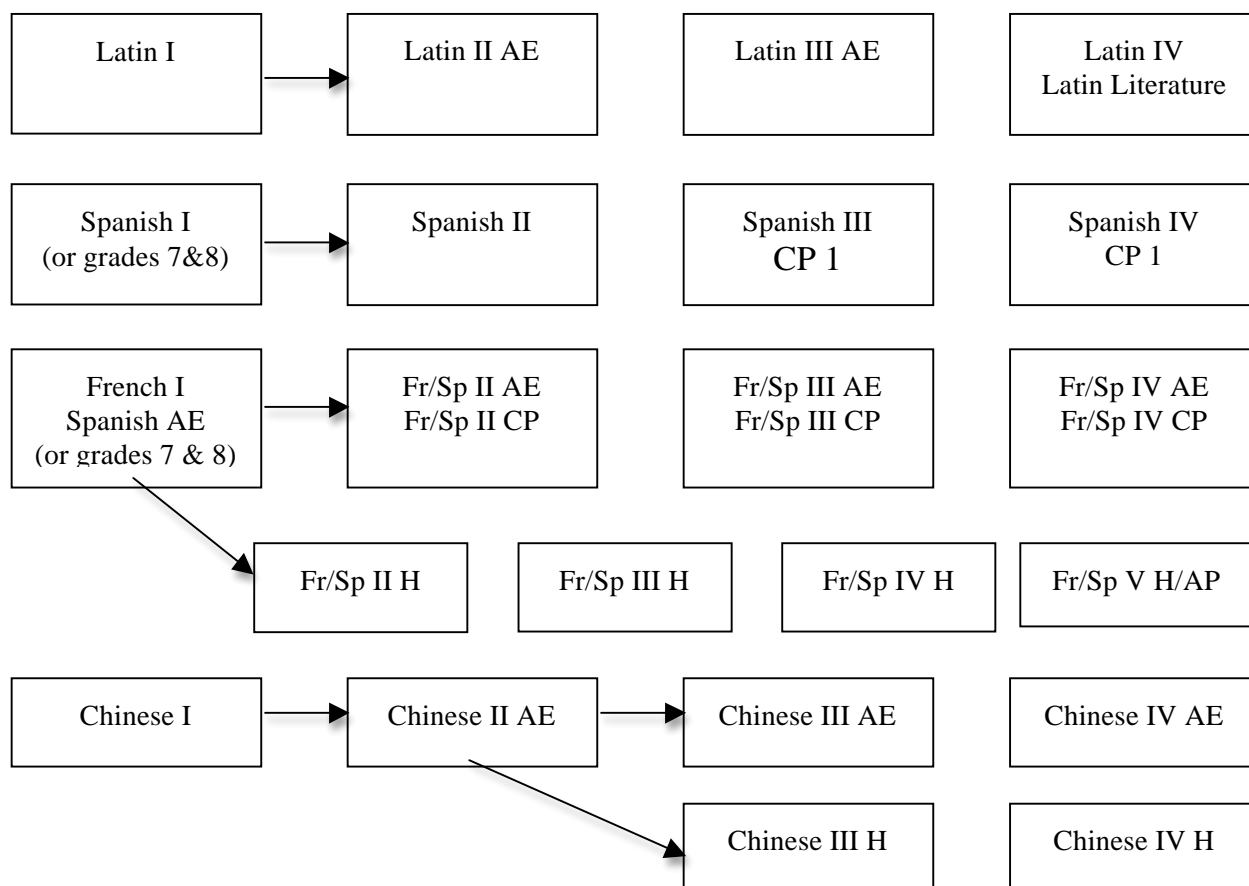 Latin I
Latin II AE
Latin III AE
Latin IV
Latin Literature
Spanish I
(or grades 7&8)
Spanish II
Spanish III
CP 1
Spanish IV
CP 1
French I
Spanish AE
(or grades 7 & 8)
Fr/Sp II AE
Fr/Sp II CP
Fr/Sp III AE
Fr/Sp III CP
Fr/Sp IV AE
Fr/Sp IV CP
Fr/Sp II H
Fr/Sp III H
Fr/Sp IV H
Fr/Sp V H/AP
Chinese I
Chinese II AE
Chinese III AE
Chinese IV AE
Chinese III H
Chinese IV H